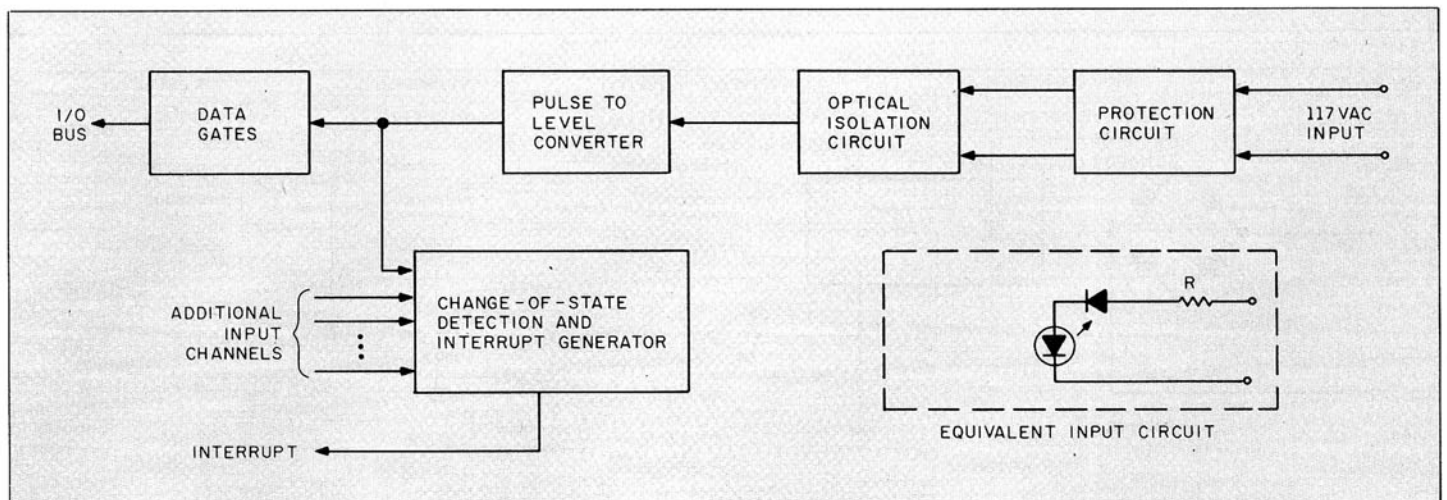 I/O
BUS
DATA
GATES
PULSE TO
LEVEL
CONVERTER
OPTICAL
ISOLATION
CIRCUIT
PROTECTION
CIRCUIT
117 VAC
INPUT
ADDITIONAL
INPUT
CHANNELS
CHANGE-OF-STATE
DETECTION AND
INTERRUPT GENERATOR
INTERRUPT
R
EQUIVALENT INPUT CIRCUIT